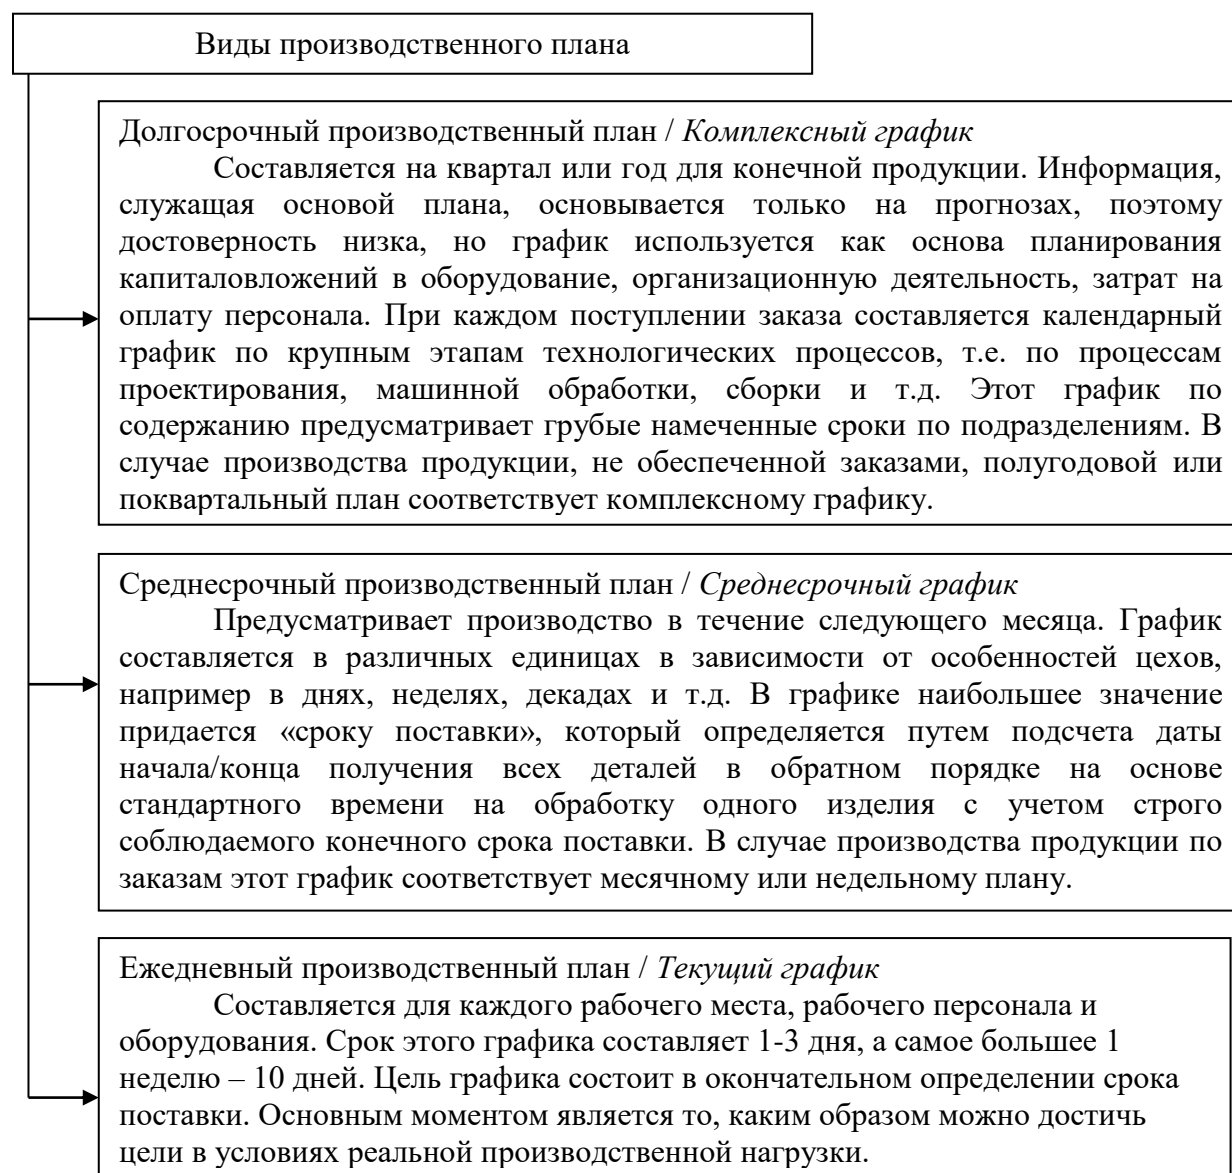 Виды производственного плана
Долгосрочный производственный план / Комплексный график
Составляется на квартал или год для конечной продукции. Информация,
служащая основой плана, основывается только на прогнозах, поэтому
достоверность низка, но график используется как основа планирования
капиталовложений в оборудование, организационную деятельность, затрат на
оплату персонала. При каждом поступлении заказа составляется календарный
график по крупным этапам технологических процессов, т.е. по процессам
проектирования, машинной обработки, сборки и т.д. Этот график по
содержанию предусматривает грубые намеченные сроки по подразделениям. В
случае производства продукции, не обеспеченной заказами, полугодовой или
поквартальный план соответствует комплексному графику.
Среднесрочный производственный план / Среднесрочный график
Предусматривает производство в течение следующего месяца. График
составляется в различных единицах в зависимости от особенностей цехов,
например в днях, неделях, декадах и т.д. В графике наибольшее значение
придается «сроку поставки», который определяется путем подсчета даты
начала/конца получения всех деталей в обратном порядке на основе
стандартного времени на обработку одного изделия с учетом строго
соблюдаемого конечного срока поставки. В случае производства продукции по
заказам этот график соответствует месячному или недельному плану.
Ежедневный производственный план / Текущий график
Составляется для каждого рабочего места, рабочего персонала и
оборудования. Срок этого графика составляет 1-3 дня, а самое большее 1
неделю – 10 дней. Цель графика состоит в окончательном определении срока
поставки. Основным моментом является то, каким образом можно достичь
цели в условиях реальной производственной нагрузки.